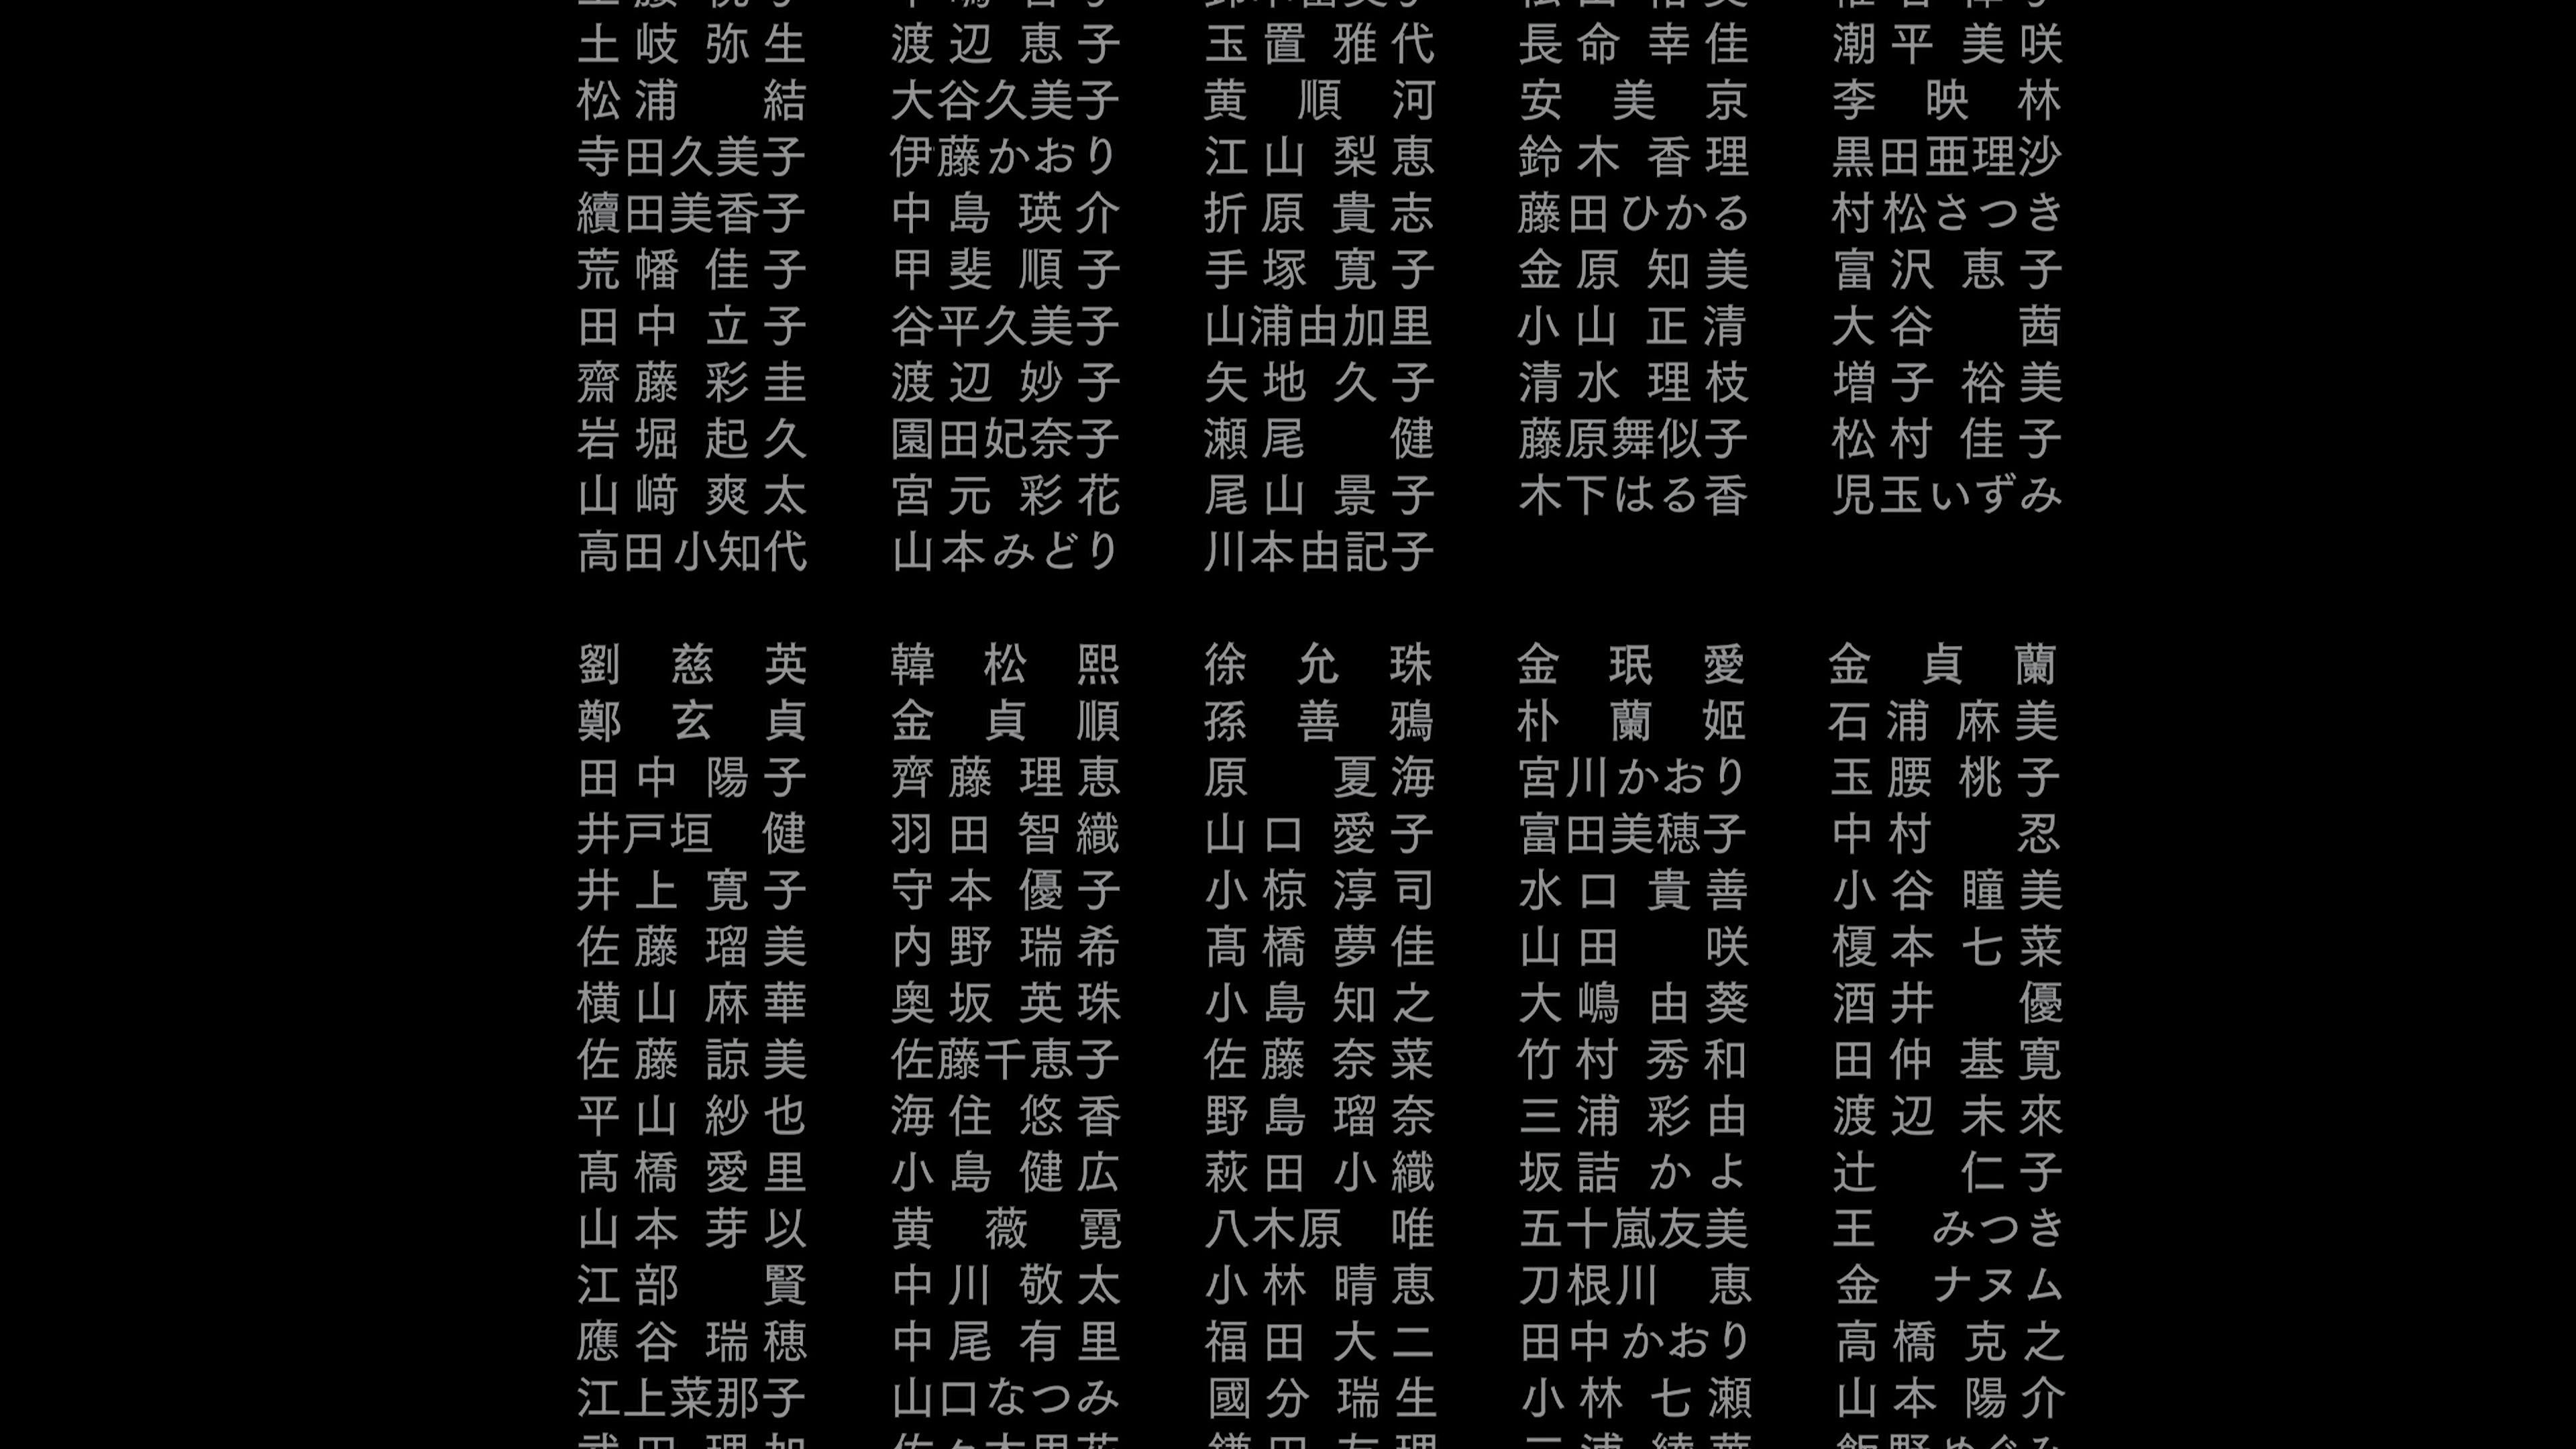 土岐 弥生 渡辺 恵子 玉置 雅代 長命 幸佳 潮平 美咲
松浦 結 大谷久美子 黄 順 河 安 美 京 李 映 林
寺田久美子 伊藤かおり 江山 梨恵 鈴木 香理 黒田亜理沙
續田美香子 中島 瑛介 折原 貴志 藤田ひかる 村松さつき
荒幡 佳子 甲斐 順子 手塚 寛子 金原 知美 富沢 恵子
田中 立子 谷平久美子 山浦由加里 小山 正清 大谷 茜
齋藤 彩圭 渡辺 妙子 矢地 久子 清水 理枝 増子 裕美
岩堀 起久 園田妃奈子 瀬尾 健 藤原舞似子 松村 佳子
山﨑 爽太 宮元 彩花 尾山 景子 木下はる香 児玉いずみ
高田小知代 山本みどり 川本由記子
劉 慈 英 韓 松 熙 徐 允 珠 金 珉 愛 金 貞 蘭
鄭 玄 貞 金 貞 順 孫 善 鴉 朴 蘭 姫 石浦 麻美
田中 陽子 齊藤 理恵 原 夏海 宮川かおり 玉腰 桃子
井戸垣 健 羽田 智織 山口 愛子 富田美穂子 中村 忍
井上 寛子 守本 優子 小椋 淳司 水口 貴善 小谷 瞳美
佐藤 瑠美 内野 瑞希 髙橋 夢佳 山田 咲 榎本 七菜
横山 麻華 奥坂 英珠 小島 知之 大嶋 由葵 酒井 優
佐藤 諒美 佐藤千恵子 佐藤 奈菜 竹村 秀和 田仲 基寛
平山 紗也 海住 悠香 野島 瑠奈 三浦 彩由 渡辺 未來
髙橋 愛里 小島 健広 萩田 小織 坂詰 かよ 辻 仁子
山本 芽以 黄 薇 霓 八木原 唯 五十嵐友美 王 みつき
江部 賢 中川 敬太 小林 晴恵 刀根川 恵 金 ナヌム
應谷 瑞穂 中尾 有里 福田 大二 田中かおり 高橋 克之
江上菜那子 山口なつみ 國分 瑞生 小林 七瀬 山本 陽介